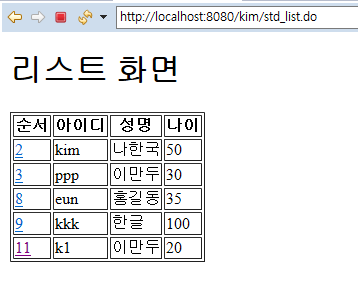 http://localhost:8080/kim/std_list.do
리스트 화면
순서 아이디 성명 나이
2 kim 나한국 50
3 ppp 이만두 30
8 eun 홍길동 35
9 kkk 한글 100
11 k1 이만두 20